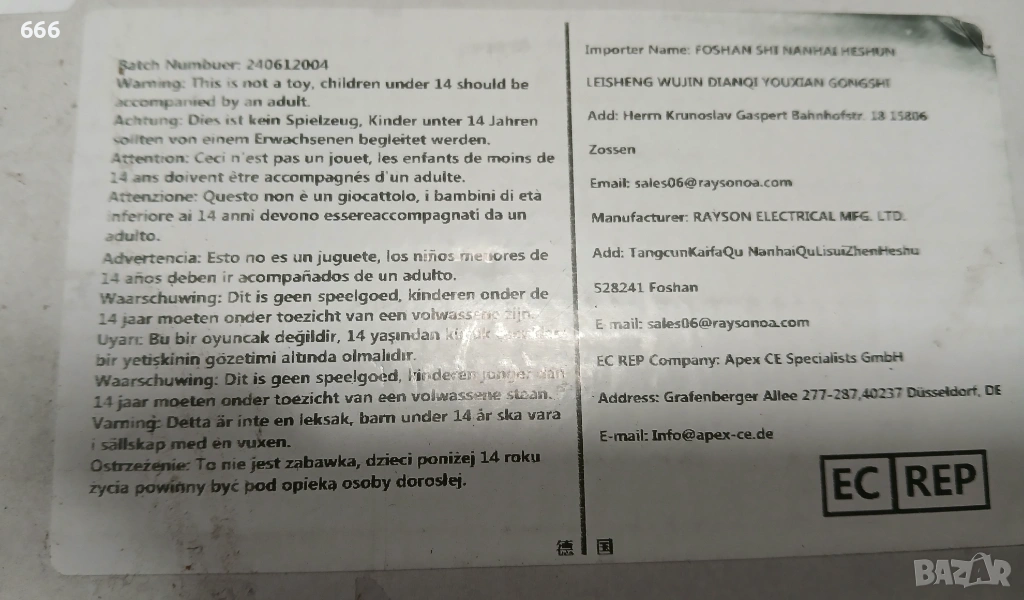 666
Batch Numbuer: 240612004
Warning: This is not a toy, children under 14 should be
accompanied by an adult.
Achtung: Dies ist kein Spielzeug, Kinder unter 14 Jahren
sollten von einem Erwachsenen begleitet werden.
Attention: Ceci n'est pas un jouet, les enfants de moins de
14 ans doivent être accompagnés d'un adulte.
Attenzione: Questo non è un giocattolo, i bambini di età
inferiore ai 14 anni devono essereaccompagnati da un
adulto.
Advertencia: Esto no es un juguete, los niños menores de
14 años deben ir acompañados de un adulto.
Waarschuwing: Dit is geen speelgoed, kinderen onder de
14 jaar moeten onder toezicht van een volwassene zijn.
Uyarı: Bu bir oyuncak değildir, 14 yaşından
bir yetişkinin gözetimi altında olmalıdır.
Waarschuwing: Dit is geen speelgoed, kinderen jonger dan
14 jaar moeten onder toezicht van een volwassene staan.
Varning: Detta är inte en leksak, barn under 14 år ska vara
i sällskap med en vuxen.
Ostrzeżenie: To nie jest zabawka, dzieci poniżej 14 roku
życia powinny być pod opieką osoby dorosłej.
Importer Name: FOSHAN SHI NANHAI HESHUN
LEISHENG WUJIN DIANQI YOUXIAN GONGSHI
Add: Herrn Krunoslav Gaspert Bahnhofstr. 18 15806
Zossen
Email: sales06@raysonoa.com
Manufacturer: RAYSON ELECTRICAL MFG. LTD.
Add: TangcunKaifaQu NanhaiQuLisuiZhenHeshu
528241 Foshan
E-mail: sales06@raysonoa.com
EC REP Company: Apex CE Specialists GmbH
Address: Grafenberger Allee 277-287,40237 Düsseldorf, DE
E-mail: Info@apex-ce.de
EC REP
德 国
BAZAR